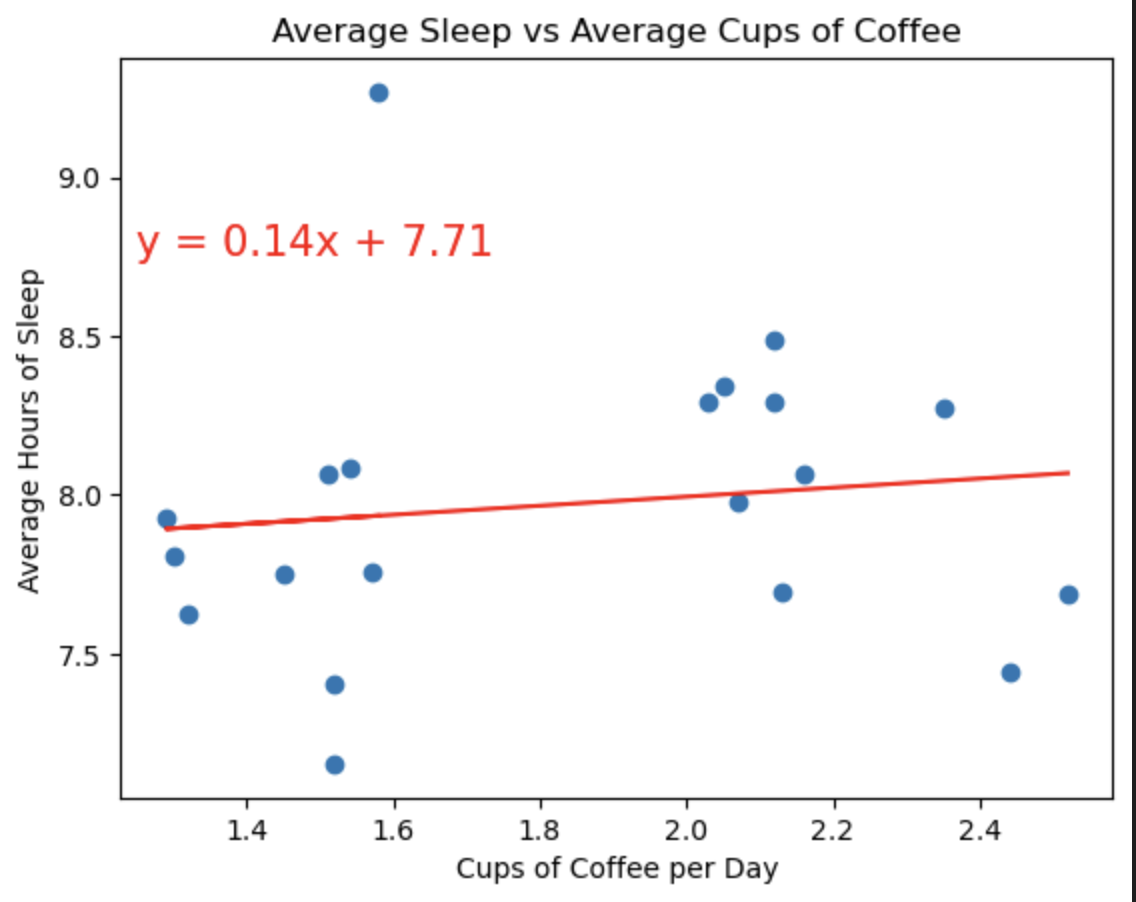 Average Sleep vs Average Cups of Coffee
9.0
y = 0.14x + 7.71
8.5
8.0
7.5
Average Hours of Sleep
1.4 1.6 1.8 2.0 2.2 2.4
Cups of Coffee per Day